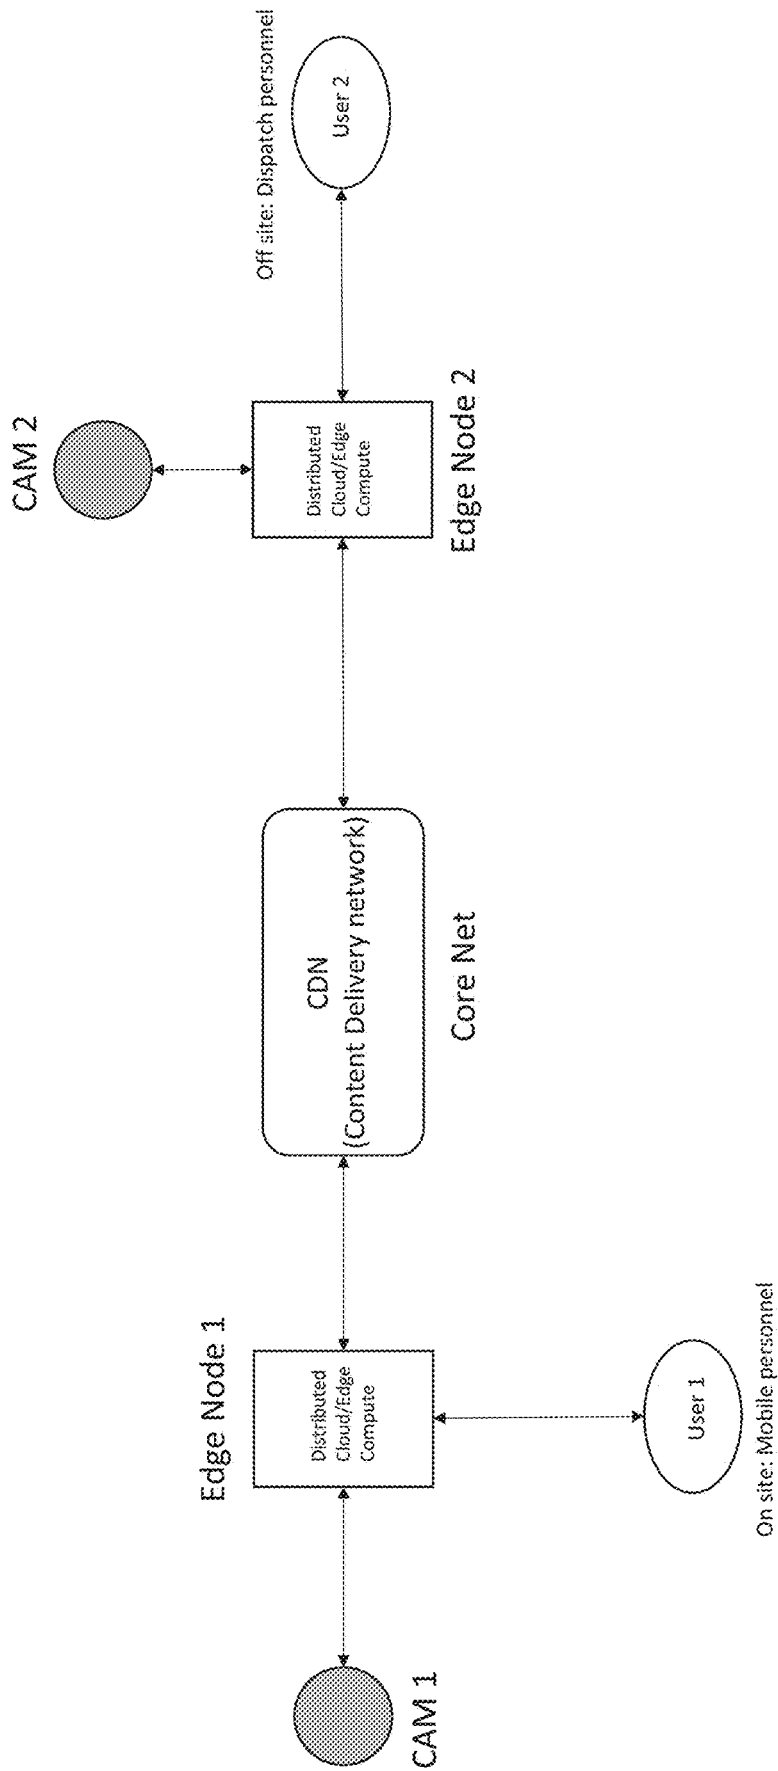 CAM 1
Edge Node 1
Distributed
Cloud/Edge
Compute
User 1
On site: Mobile personnel
CDN
(Content Delivery network)
Core Net
CAM 2
Distributed
Cloud/Edge
Compute
Edge Node 2
Off site: Dispatch personnel
User 2